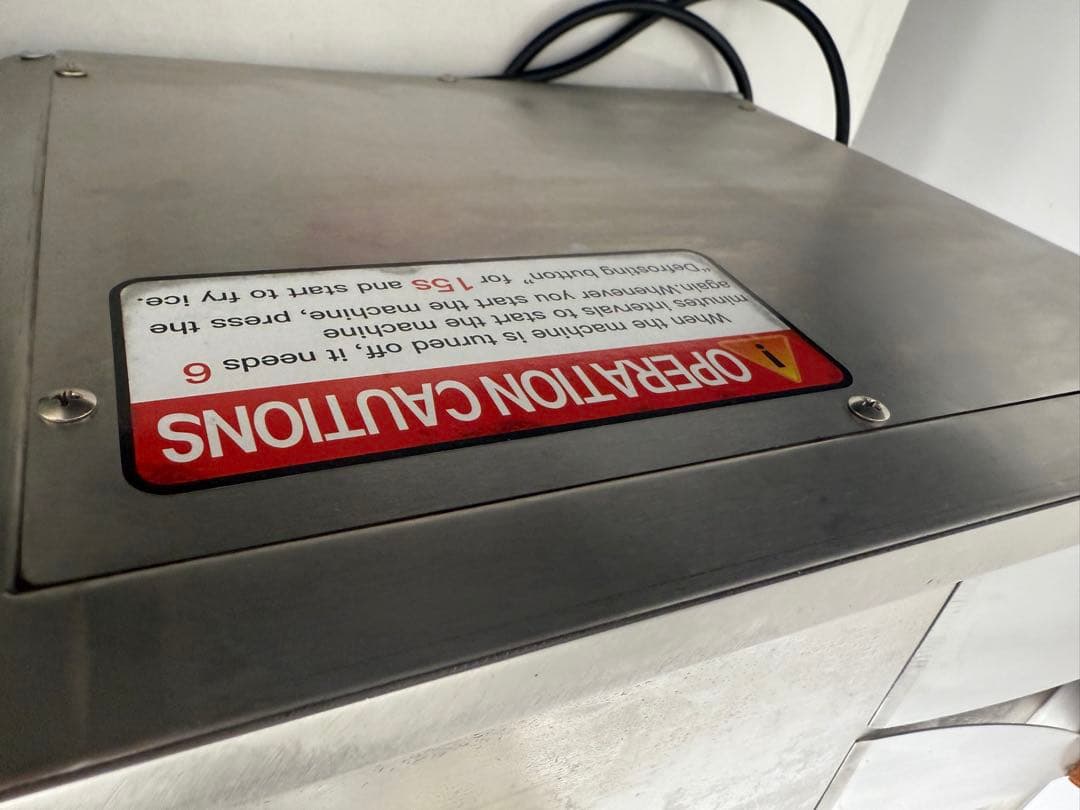 OPERATION CAUTIONS
When the machine is turned off, it needs 6
minutes intervals to start the machine
again.Whenever you start the machine, press the
"Defrosting button" for 15s and start to fry ice.